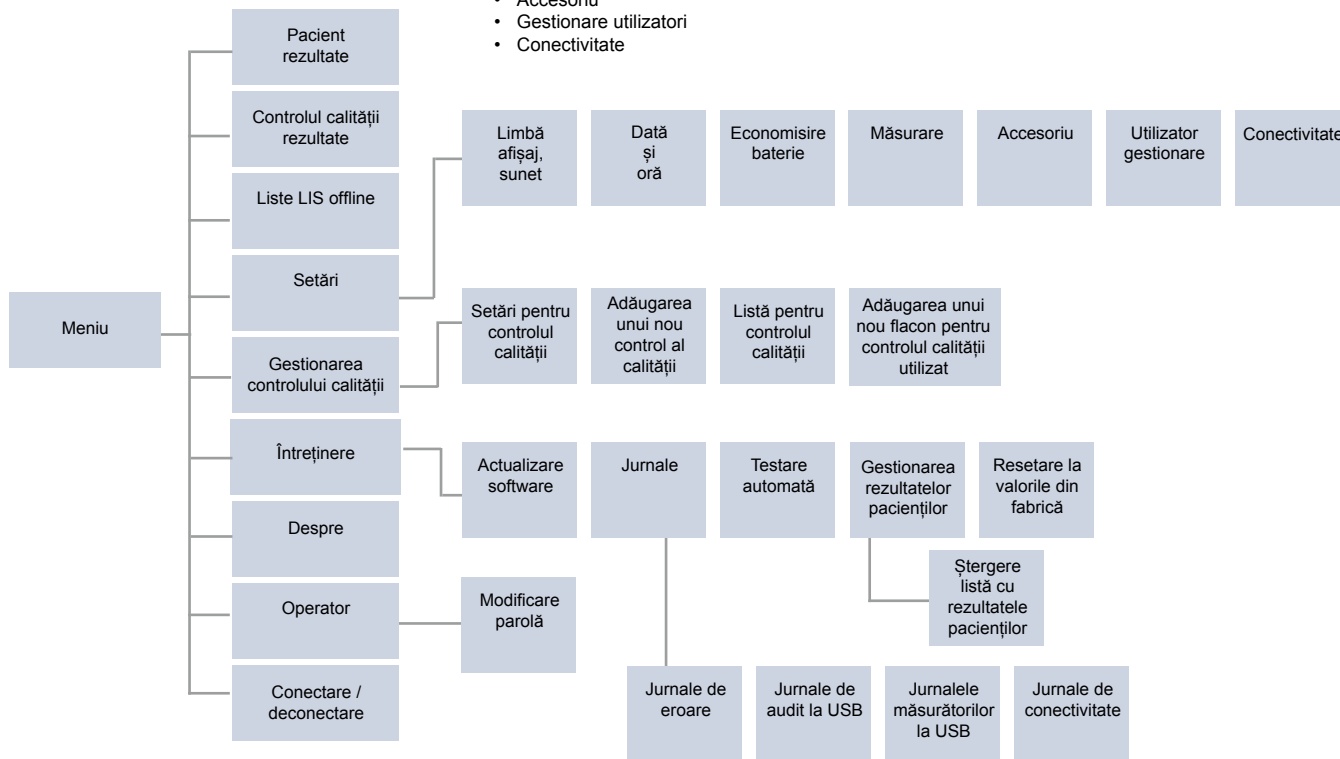 • Accesoriu
• Gestionare utilizatori
• Conectivitate
Pacient
rezultate
Controlul calității
rezultate
Liste LIS offline
Setări
Meniu
Gestionarea
controlului calității
Întreținere
Despre
Operator
Conectare /
deconectare
Limbă
afișaj,
sunet
Dată
și
oră
Economisire
baterie
Măsurare
Accesoriu
Utilizator
gestionare
Conectivitate
Setări pentru
controlul
calității
Adăugarea
unui nou
control al
calității
Listă pentru
controlul
calității
Adăugarea unui
nou flacon pentru
controlul calității
utilizat
Actualizare
software
Jurnale
Testare
automată
Gestionarea
rezultatelor
pacienților
Resetare la
valorile din
fabrică
Ștergere
listă cu
rezultatele
pacienților
Modificare
parolă
Jurnale de
eroare
Jurnale de
audit la USB
Jurnalele
măsurătorilor
la USB
Jurnale de
conectivitate